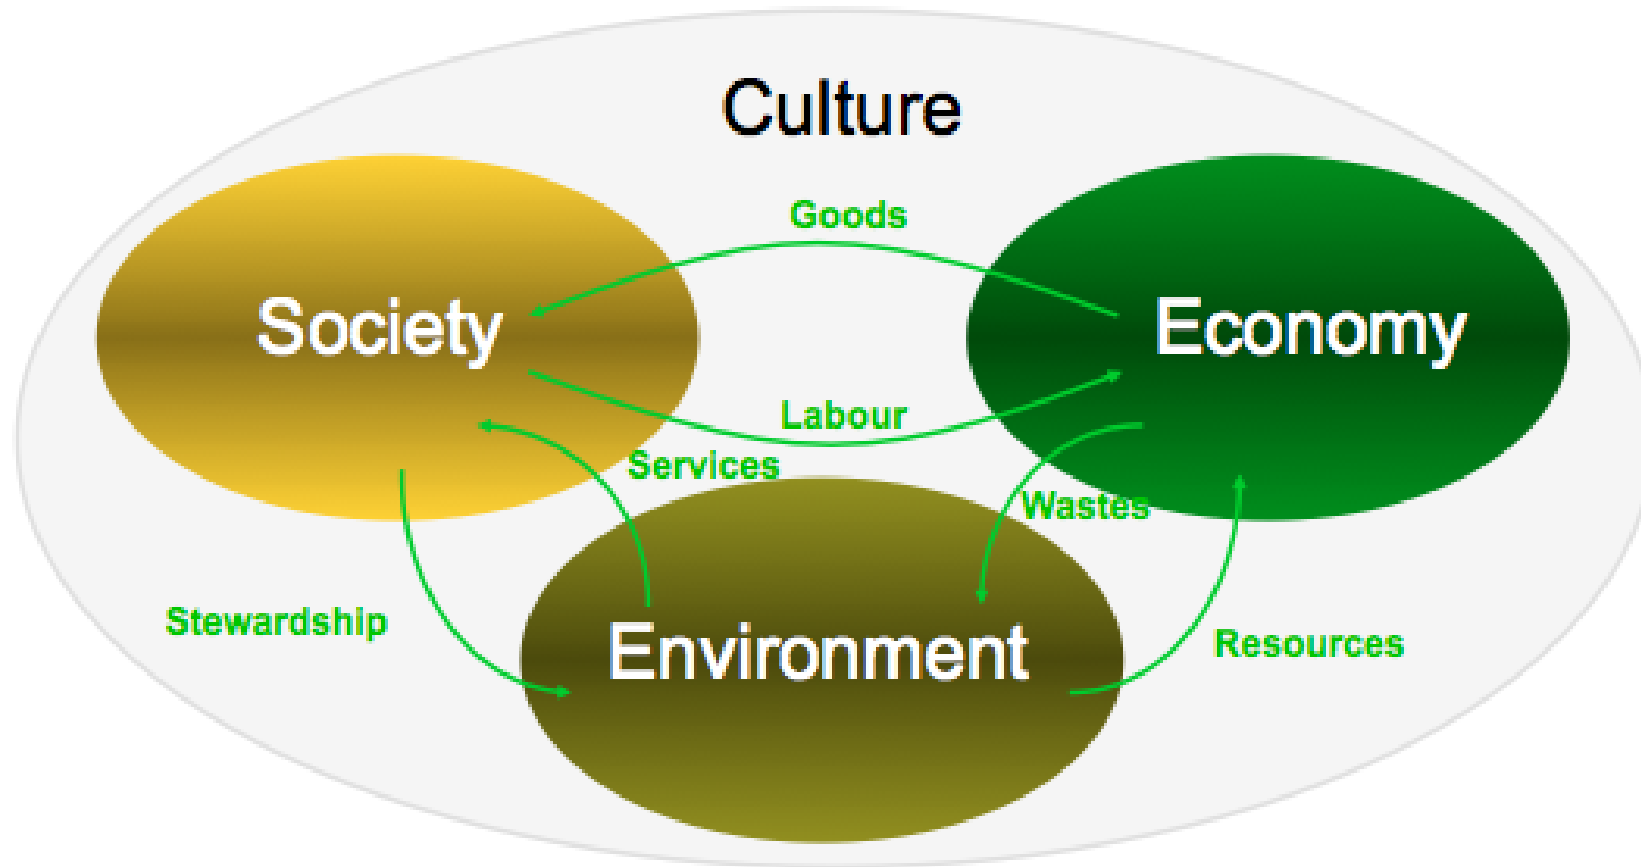 Culture
Goods
Society
Economy
Labour
Services
Wastes
Stewardship
Environment
Resources